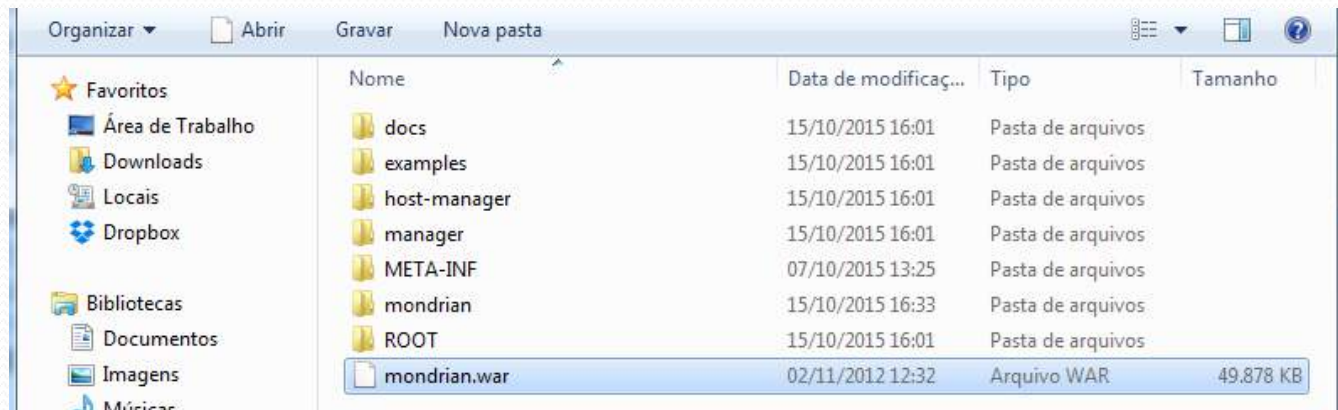 Organizar Abrir Gravar Nova pasta
Favoritos
Área de Trabalho
Downloads
Locais
Dropbox
Bibliotecas
Documentos
Imagens
Músicas
Nome Data de modificaç... Tipo Tamanho
docs 15/10/2015 16:01 Pasta de arquivos
examples 15/10/2015 16:01 Pasta de arquivos
host-manager 15/10/2015 16:01 Pasta de arquivos
manager 15/10/2015 16:01 Pasta de arquivos
META-INF 07/10/2015 13:25 Pasta de arquivos
mondrian 15/10/2015 16:33 Pasta de arquivos
ROOT 15/10/2015 16:01 Pasta de arquivos
mondrian.war 02/11/2012 12:32 Arquivo WAR 49.878 KB